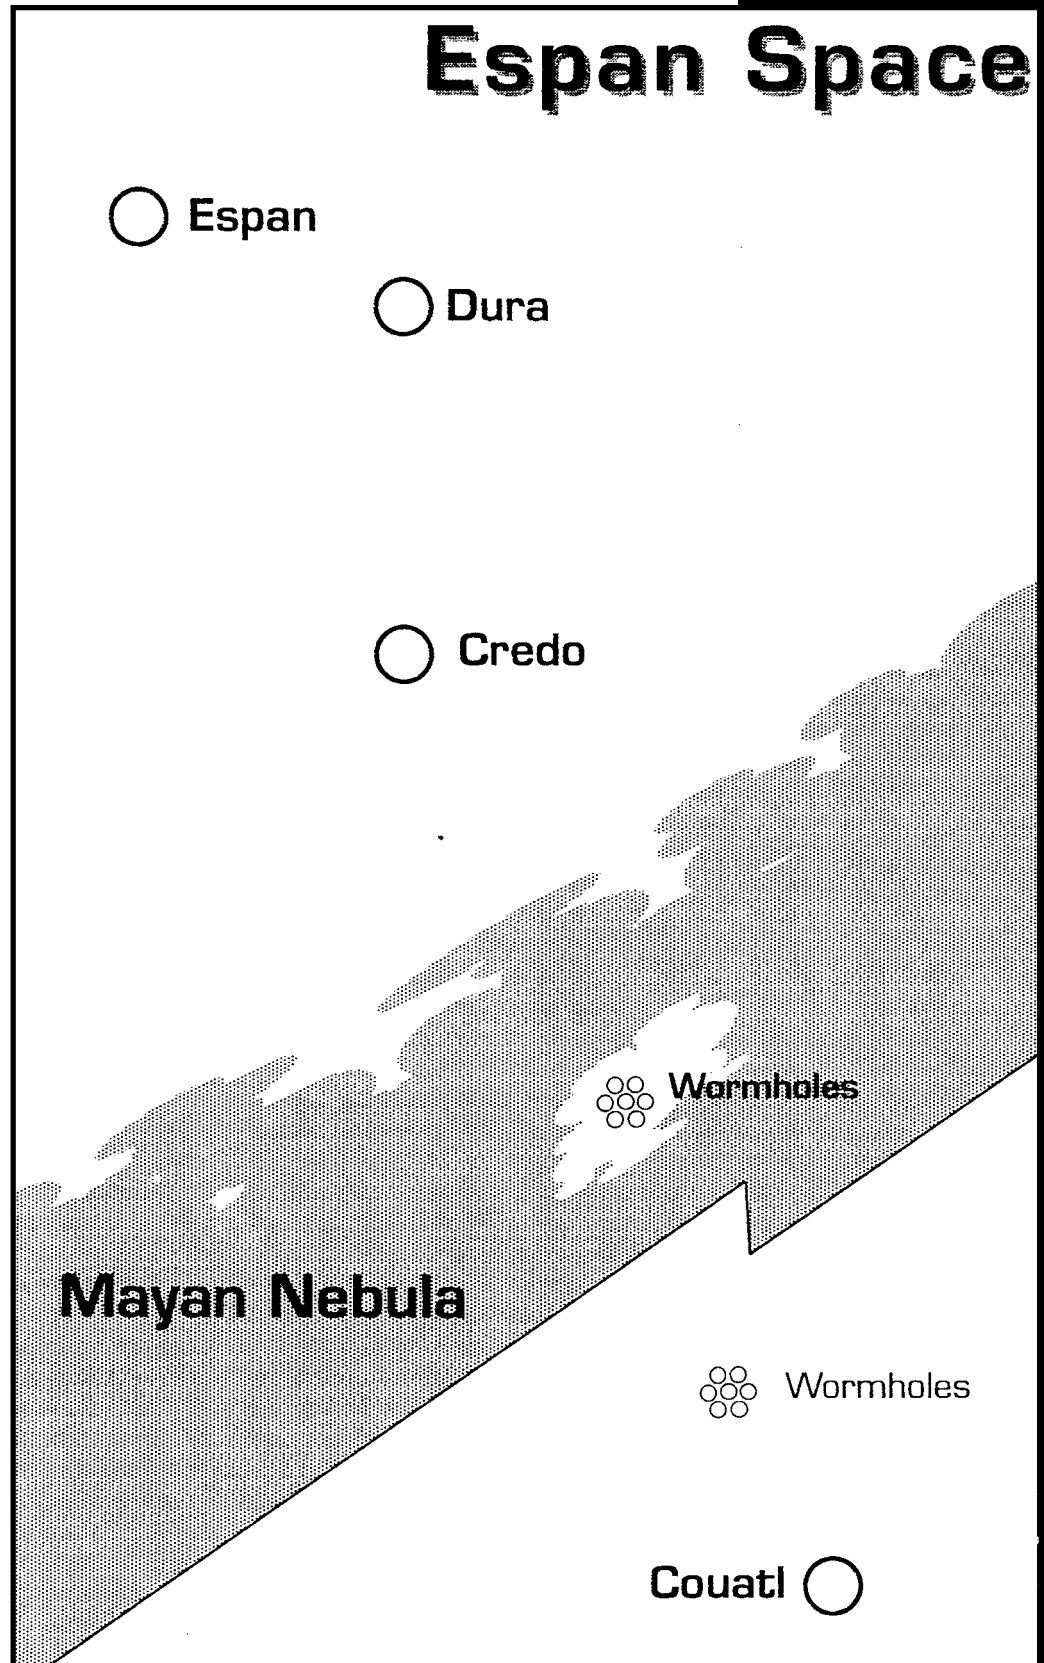 Espan Space
Espan
Dura
Credo
Wormholes
Mayan Nebula
Wormholes
Couatl